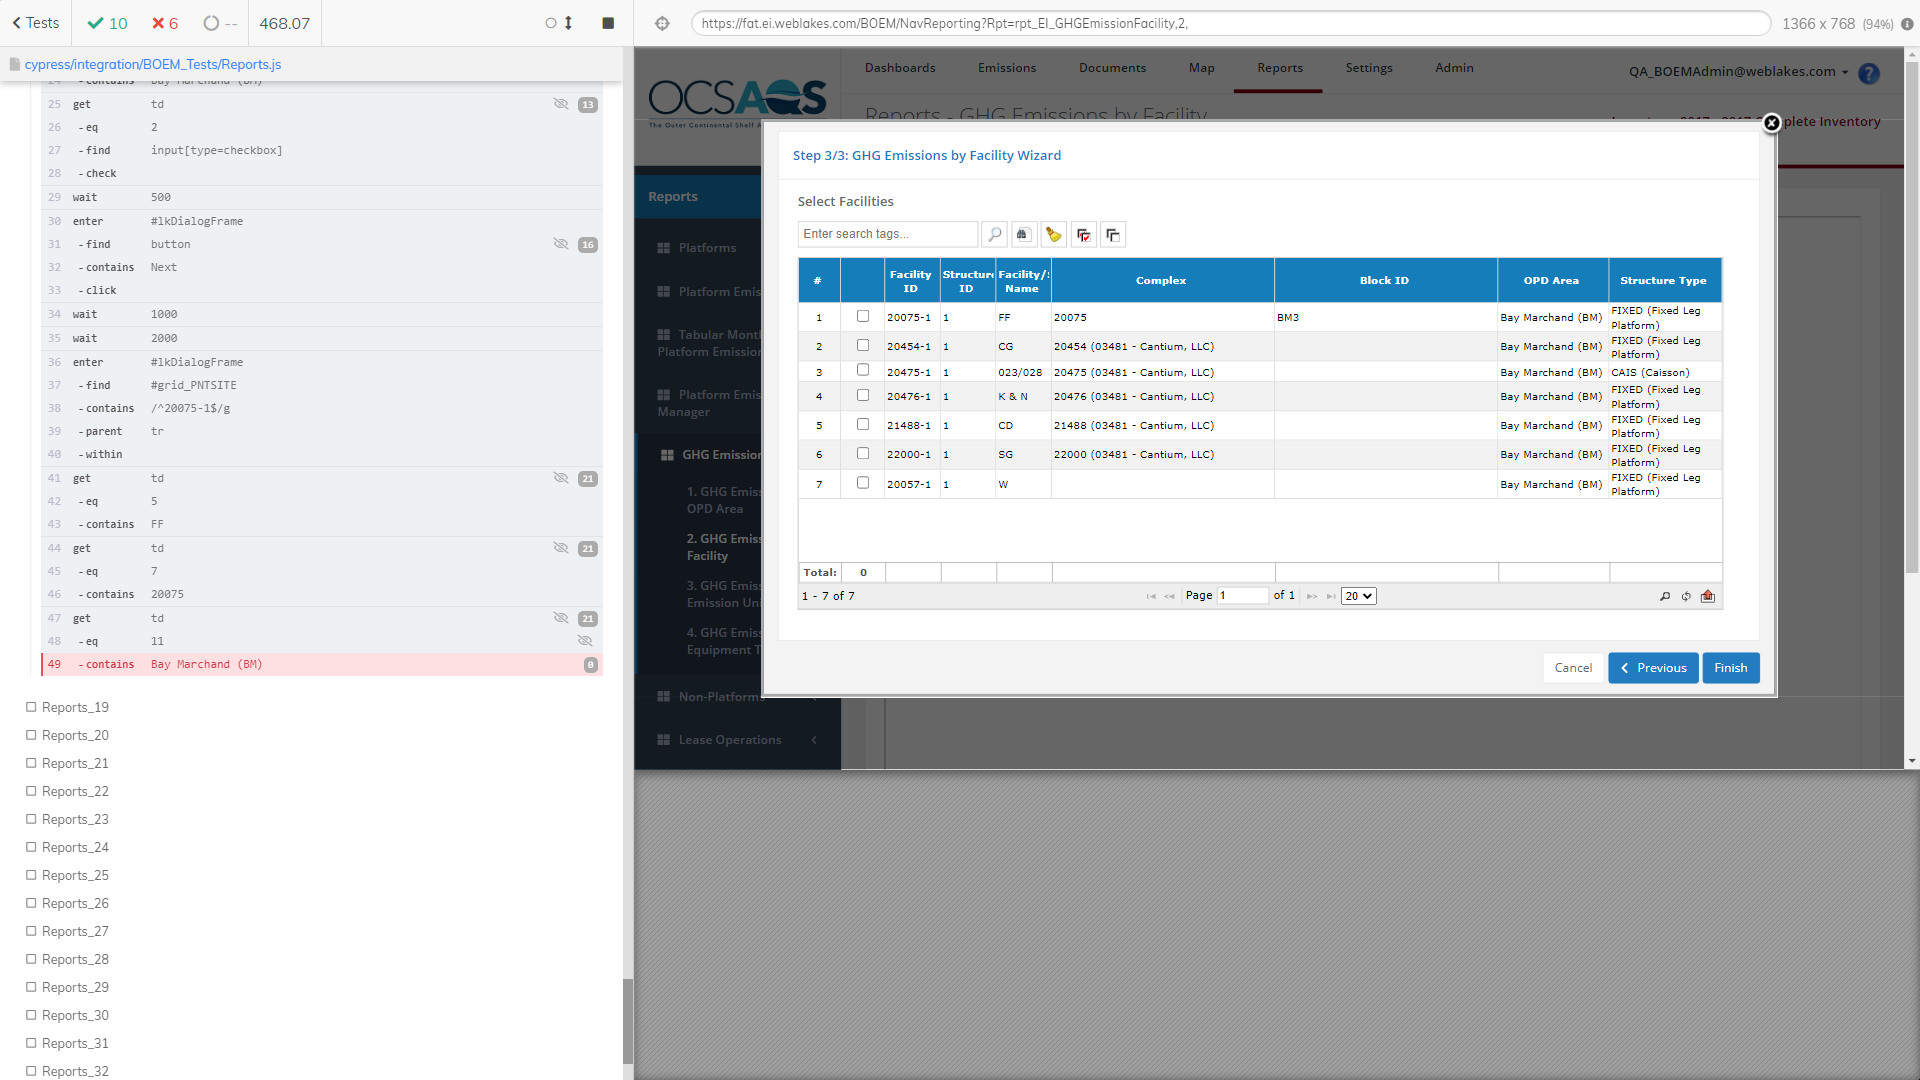 Tests
10
6
--
468.07
https://fat.ei.weblakes.com/BOEM/NavReporting?Rpt=rpt_EI_GHGEmissionFacility,2,
1366 x 768 (94%)
cypress/integration/BOEM_Tests/Reports.js
24 -contains Bay Marchand (BM)
25 get td 13
26 -eq 2
27 -find input[type=checkbox]
28 -check
29 wait 500
30 enter #lkDialogFrame
31 -find button 16
32 -contains Next
33 -click
34 wait 1000
35 wait 2000
36 enter #lkDialogFrame
37 -find #grid_PNTSITE
38 -contains /^20075-1$/g
39 -parent tr
40 -within
41 get td 21
42 -eq 5
43 -contains FF
44 get td 21
45 -eq 7
46 -contains 20075
47 get td 21
48 -eq 11
49 -contains Bay Marchand (BM) 0
Reports_19
Reports_20
Reports_21
Reports_22
Reports_23
Reports_24
Reports_25
Reports_26
Reports_27
Reports_28
Reports_29
Reports_30
Reports_31
Reports_32
OCSAQS
The Outer Continental Shelf A
Dashboards Emissions Documents Map Reports Settings Admin
QA_BOEMAdmin@weblakes.com ?
Reports - GHG Emissions by Facility
plete Inventory
Reports
Platforms
Platform Emis
Tabular Mont
Platform Emission
Platform Emis
Manager
GHG Emission
1. GHG Emiss
OPD Area
2. GHG Emiss
Facility
3. GHG Emiss
Emission Uni
4. GHG Emiss
Equipment T
Non-Platforms
Lease Operations
Step 3/3: GHG Emissions by Facility Wizard
Select Facilities
Enter search tags...
# Facility ID Structure ID Facility/S Name Complex Block ID OPD Area Structure Type
1 20075-1 1 FF 20075 BM3 Bay Marchand (BM) FIXED (Fixed Leg Platform)
2 20454-1 1 CG 20454 (03481 - Cantium, LLC) Bay Marchand (BM) FIXED (Fixed Leg Platform)
3 20475-1 1 023/028 20475 (03481 - Cantium, LLC) Bay Marchand (BM) CAIS (Caisson)
4 20476-1 1 K & N 20476 (03481 - Cantium, LLC) Bay Marchand (BM) FIXED (Fixed Leg Platform)
5 21488-1 1 CD 21488 (03481 - Cantium, LLC) Bay Marchand (BM) FIXED (Fixed Leg Platform)
6 22000-1 1 SG 22000 (03481 - Cantium, LLC) Bay Marchand (BM) FIXED (Fixed Leg Platform)
7 20057-1 1 W Bay Marchand (BM) FIXED (Fixed Leg Platform)
Total: 0
1 - 7 of 7
Page 1 of 1 20
Cancel Previous Finish